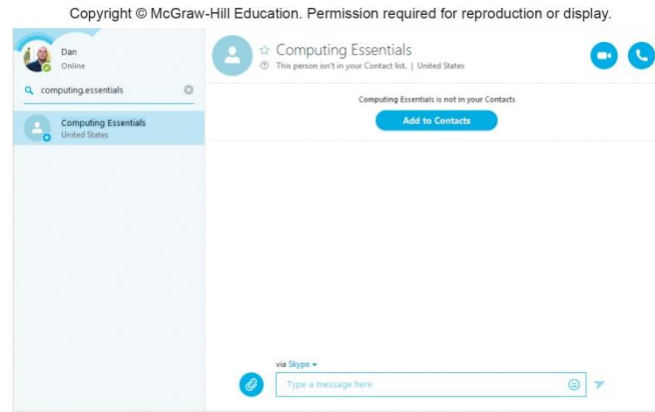 Copyright © McGraw-Hill Education. Permission required for reproduction or display.
Dan
Online
computing.essentials
Computing Essentials
United States
Computing Essentials
This person isn't in your Contact list. | United States
Computing Essentials is not in your Contacts
Add to Contacts
via Skype
Type a message here